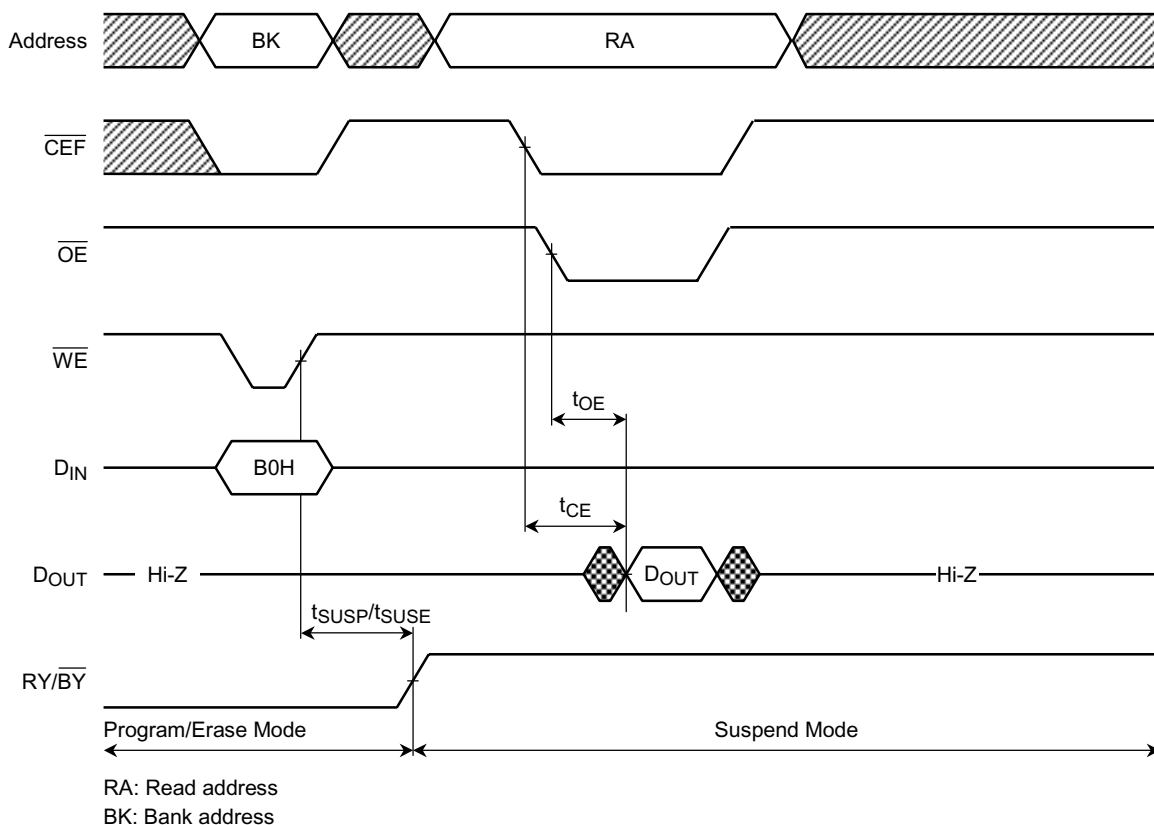 Address BK RA
CEF
OE
WE
tOE
DIN B0H
tCE
DOUT Hi-Z DOUT Hi-Z
tSUSP/tSUSE
RY/BY
Program/Erase Mode Suspend Mode
RA: Read address
BK: Bank address